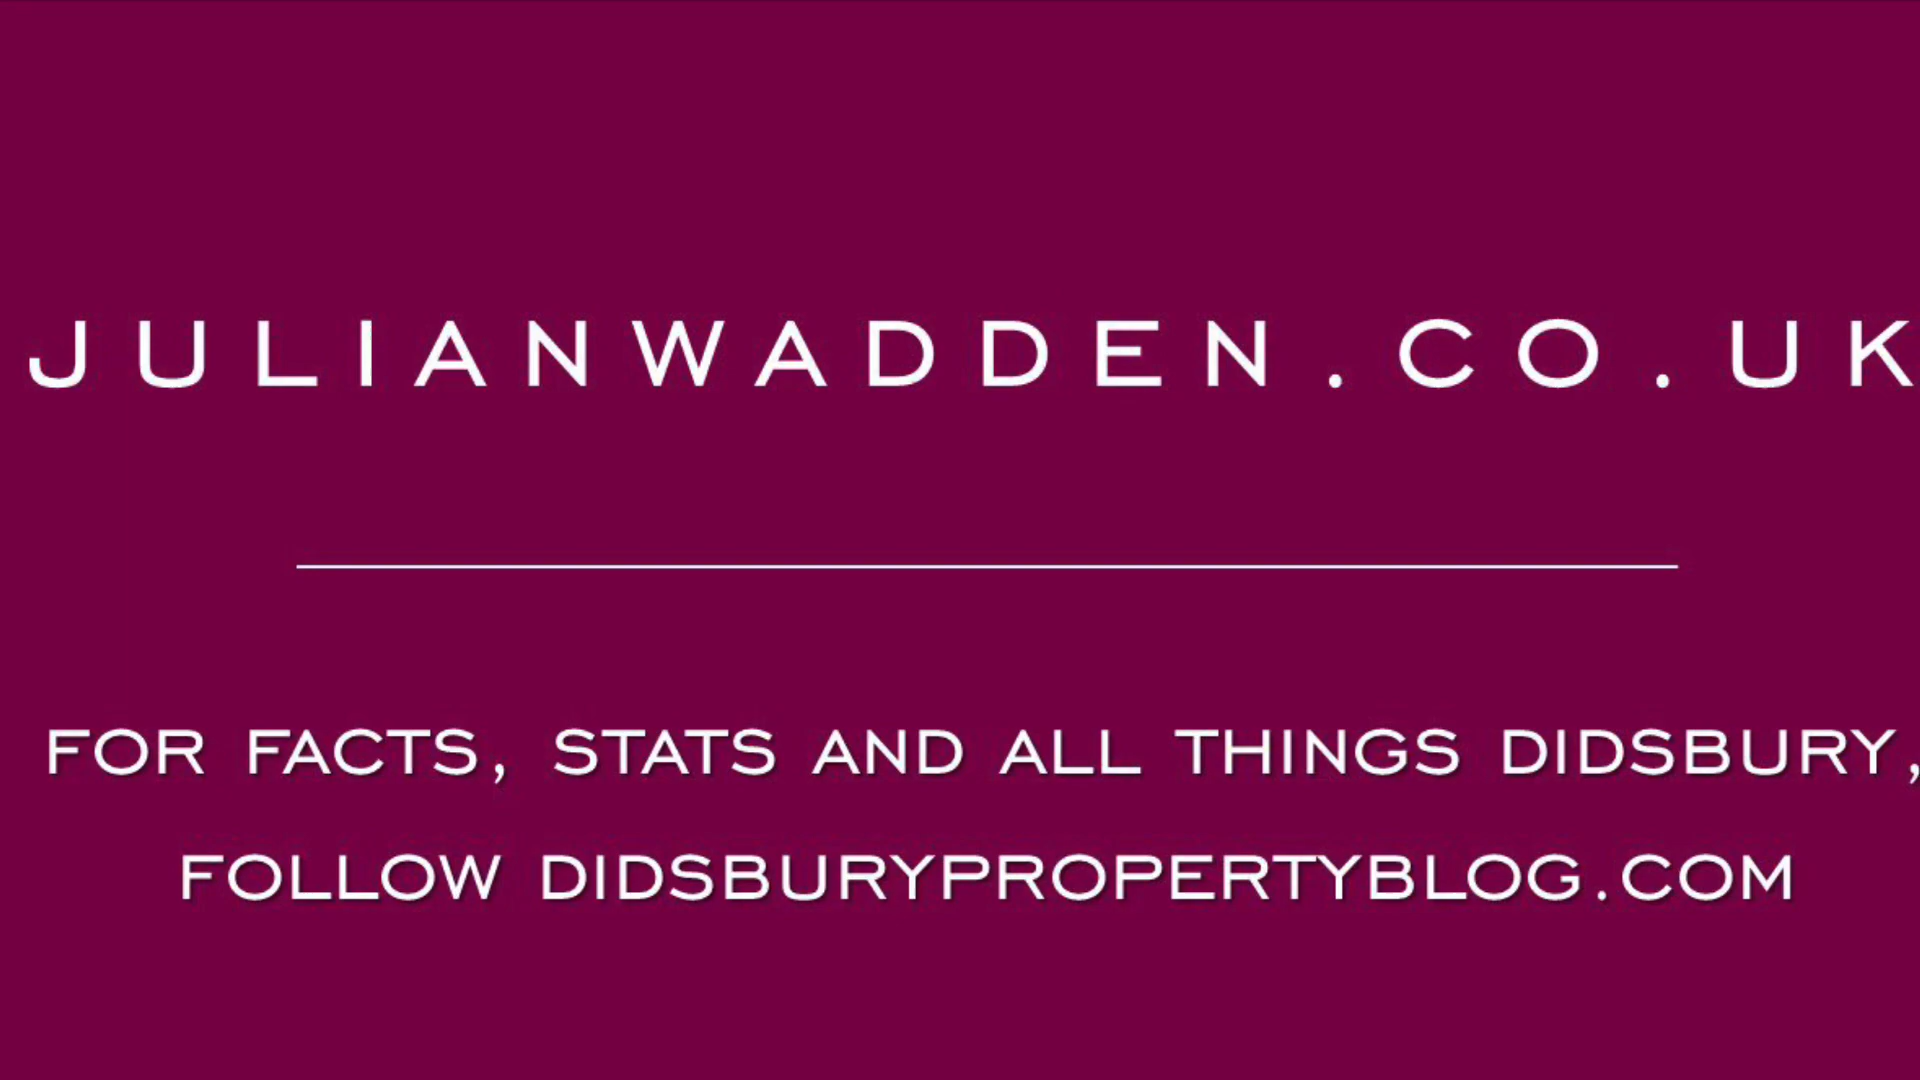 JULIANWADDEN.CO.UK
FOR FACTS, STATS AND ALL THINGS DIDSBURY,
FOLLOW DIDSBURYPROPERTYBLOG.COM